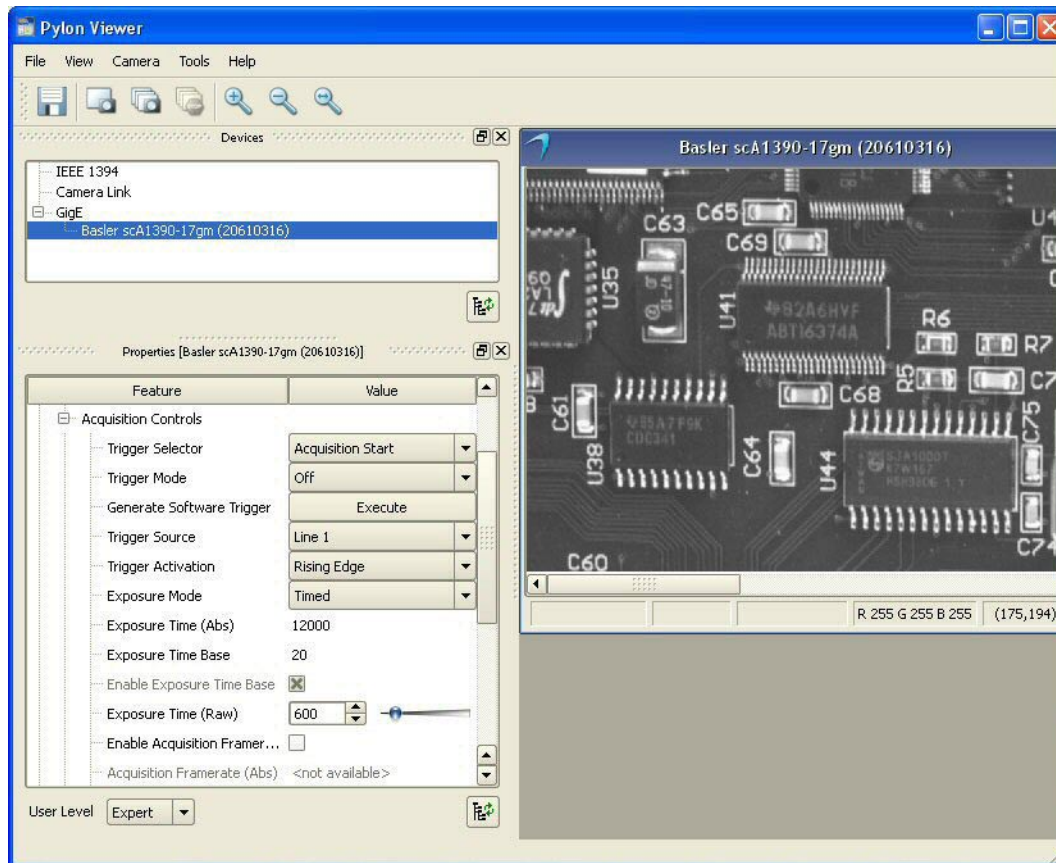 Pylon Viewer
File View Camera Tools Help
Devices
IEEE 1394
Camera Link
GigE
Basler scA1390-17gm (20610316)
Properties [Basler scA1390-17gm (20610316)]
Feature Value
Acquisition Controls
Trigger Selector Acquisition Start
Trigger Mode Off
Generate Software Trigger Execute
Trigger Source Line 1
Trigger Activation Rising Edge
Exposure Mode Timed
Exposure Time (Abs) 12000
Exposure Time Base 20
Enable Exposure Time Base
Exposure Time (Raw) 600
Enable Acquisition Framer...
Acquisition Framerate (Abs) <not available>
User Level Expert
Basler scA1390-17gm (20610316)
C65
C63
C69
U35
U41
82A6HVF
ABT16374A
R6
R7
R5
C68
C61
U38
85A7F9K
CDC341
C64
U44
SJA1000T
C75
C74
C60
R 255 G 255 B 255 (175,194)